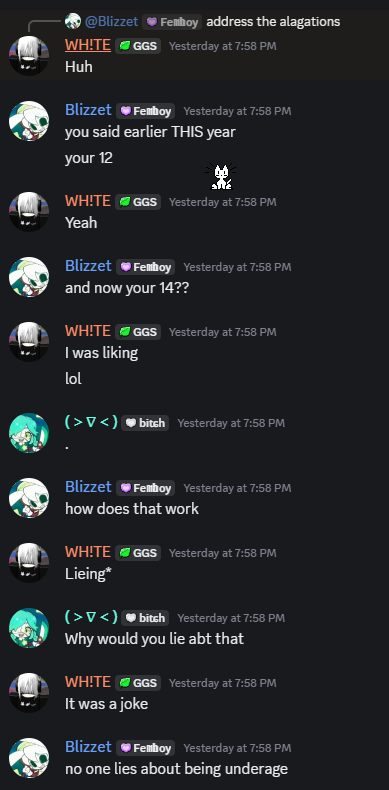 @Blizzet Femboy address the alagations
WH!TE GGS Yesterday at 7:58 PM
Huh
Blizzet Femboy Yesterday at 7:58 PM
you said earlier THIS year
your 12
WH!TE GGS Yesterday at 7:58 PM
Yeah
Blizzet Femboy Yesterday at 7:58 PM
and now your 14??
WH!TE GGS Yesterday at 7:58 PM
I was liking
lol
( > ∇ < ) bitch Yesterday at 7:58 PM
.
Blizzet Femboy Yesterday at 7:58 PM
how does that work
WH!TE GGS Yesterday at 7:58 PM
Lieing*
( > ∇ < ) bitch Yesterday at 7:58 PM
Why would you lie abt that
WH!TE GGS Yesterday at 7:58 PM
It was a joke
Blizzet Femboy Yesterday at 7:58 PM
no one lies about being underage